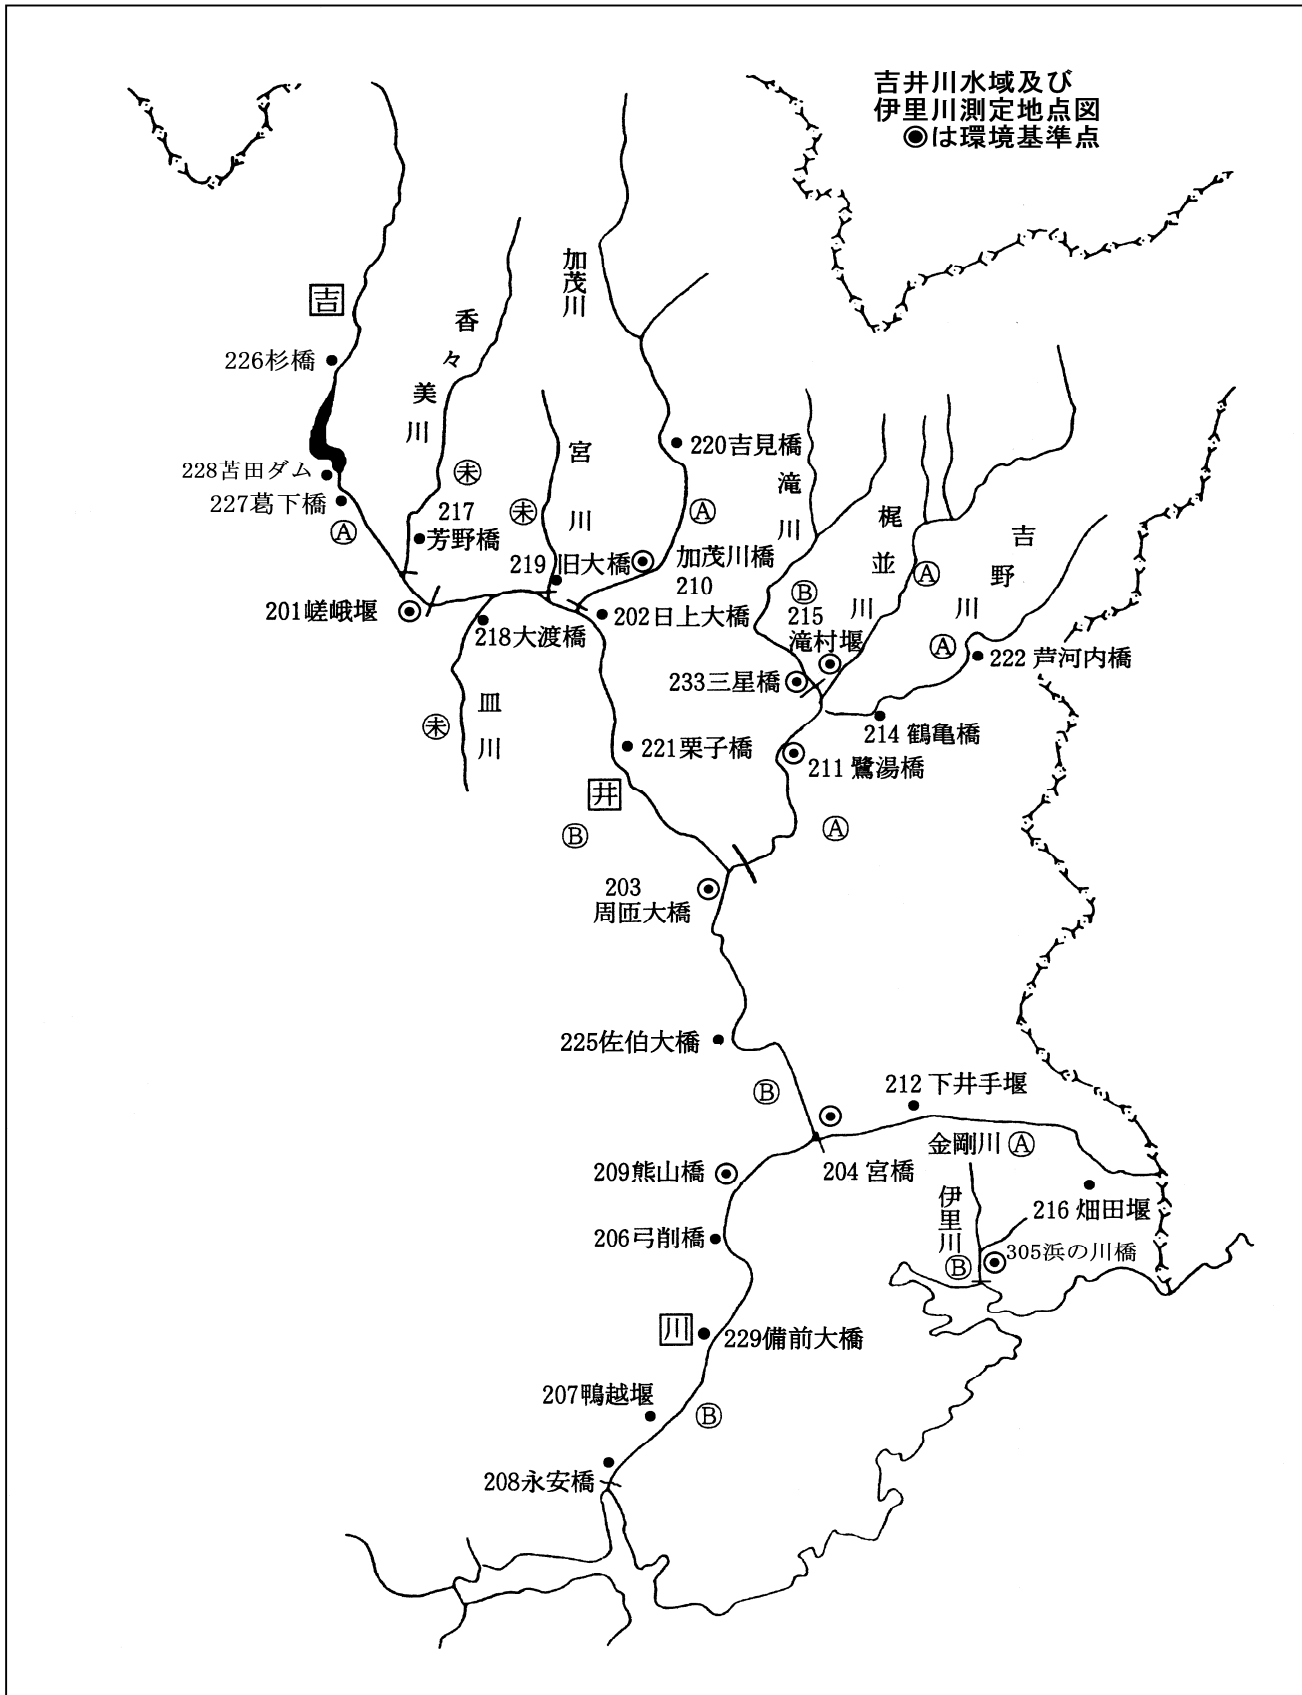 吉井川水域及び
伊里川測定地点図
◉は環境基準点
加茂川
吉
香々美川
226杉橋
宮川
220吉見橋
228苫田ダム
未
滝川
227葛下橋
217
芳野橋
Ⓐ
未
Ⓐ
梶並川
吉野川
219 旧大橋
加茂川橋
210
Ⓑ
Ⓐ
201嵯峨堰
202日上大橋
215
滝村堰
218大渡橋
Ⓐ
222 芦河内橋
233三星橋
皿川
未
221栗子橋
214 鶴亀橋
211 鷺湯橋
井
Ⓑ
Ⓐ
203
周匝大橋
225佐伯大橋
Ⓑ
212 下井手堰
金剛川 Ⓐ
209熊山橋
204 宮橋
伊里川
216 畑田堰
206弓削橋
305浜の川橋
Ⓑ
川
229備前大橋
207鴨越堰
Ⓑ
208永安橋